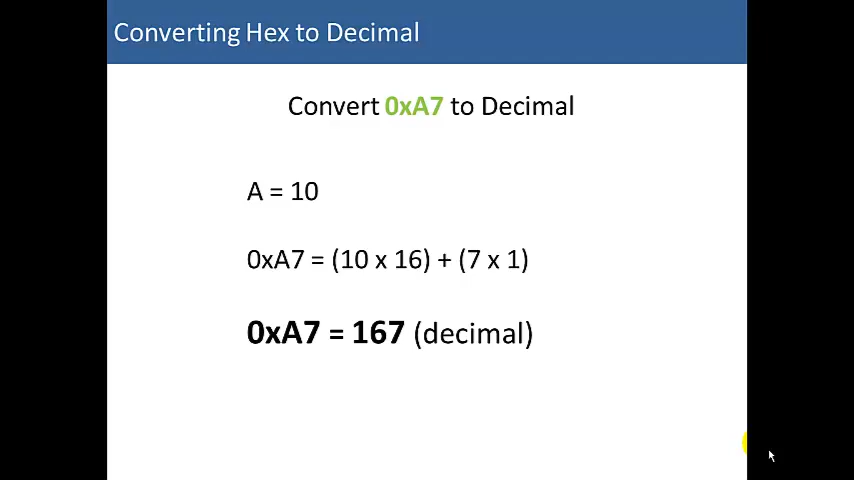 Converting Hex to Decimal
Convert 0xA7 to Decimal
A = 10
0xA7 = (10 x 16) + (7 x 1)
0xA7 = 167 (decimal)